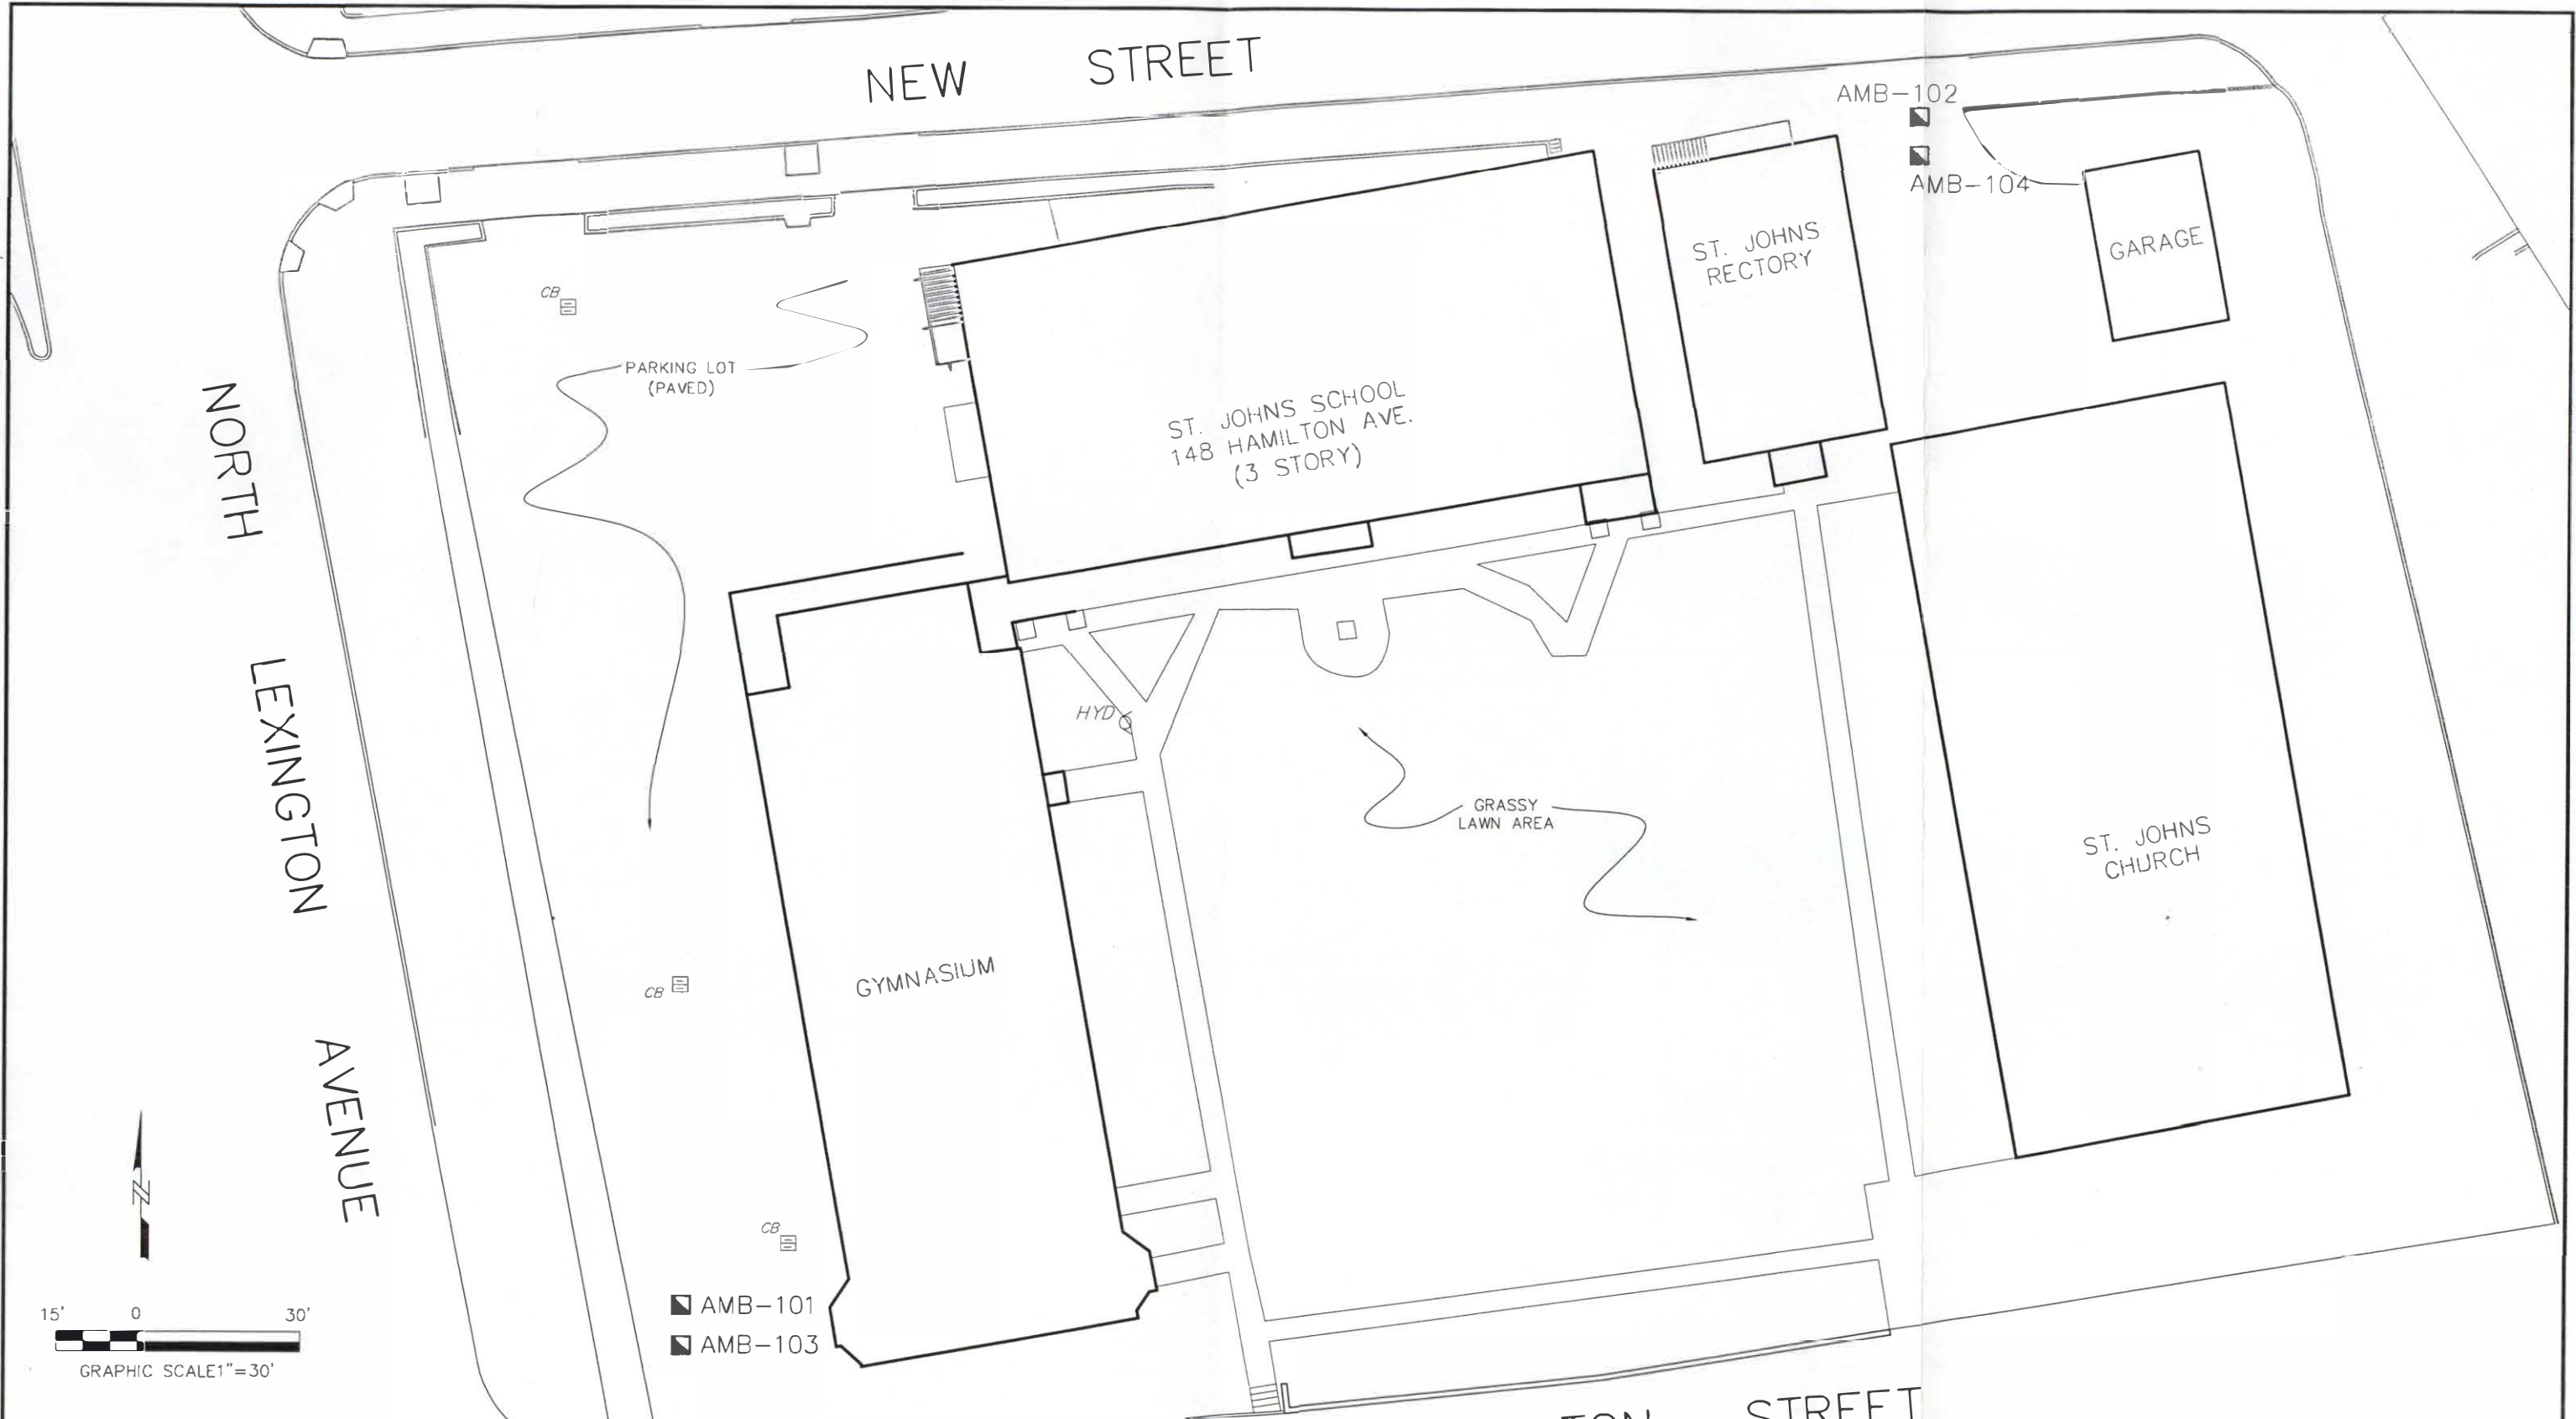 NEW STREET
AMB-102
AMB-104
GARAGE
ST. JOHNS
RECTORY
CB
PARKING LOT
(PAVED)
ST. JOHNS SCHOOL
148 HAMILTON AVE.
(3 STORY)
NORTH LEXINGTON AVENUE
HYD
GRASSY
LAWN AREA
ST. JOHNS
CHURCH
GYMNASIUM
CB
CB
N
AMB-101
AMB-103
15' 0 30'
GRAPHIC SCALE1"=30'
STREET